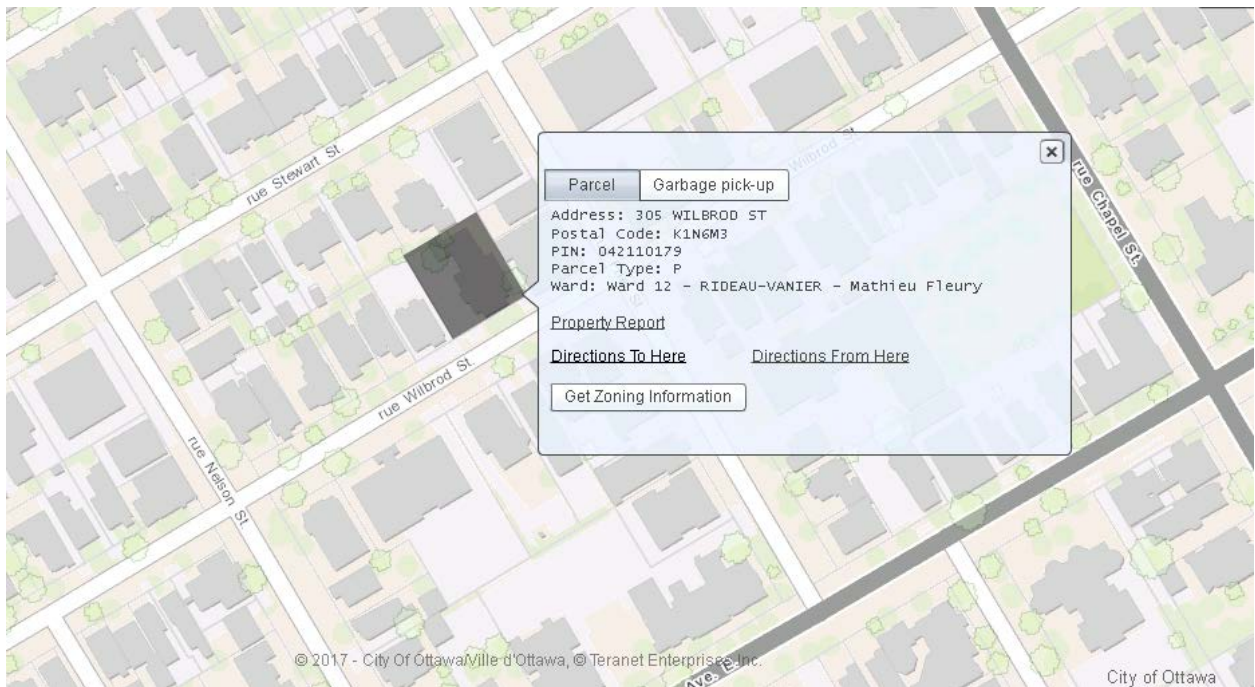 rue Stewart St
Wilbrod St
rue Chapel St.
Parcel
Garbage pick-up
Address: 305 WILBROD ST
Postal Code: K1N6M3
PIN: 042110179
Parcel Type: P
Ward: Ward 12 - RIDEAU-VANIER - Mathieu Fleury
Property Report
Directions To Here
Directions From Here
Get Zoning Information
rue Wilbrod St.
rue Nelson St.
© 2017 - City Of Ottawa/Ville d'Ottawa, © Teranet Enterprises Inc.
Ave. E.
City of Ottawa